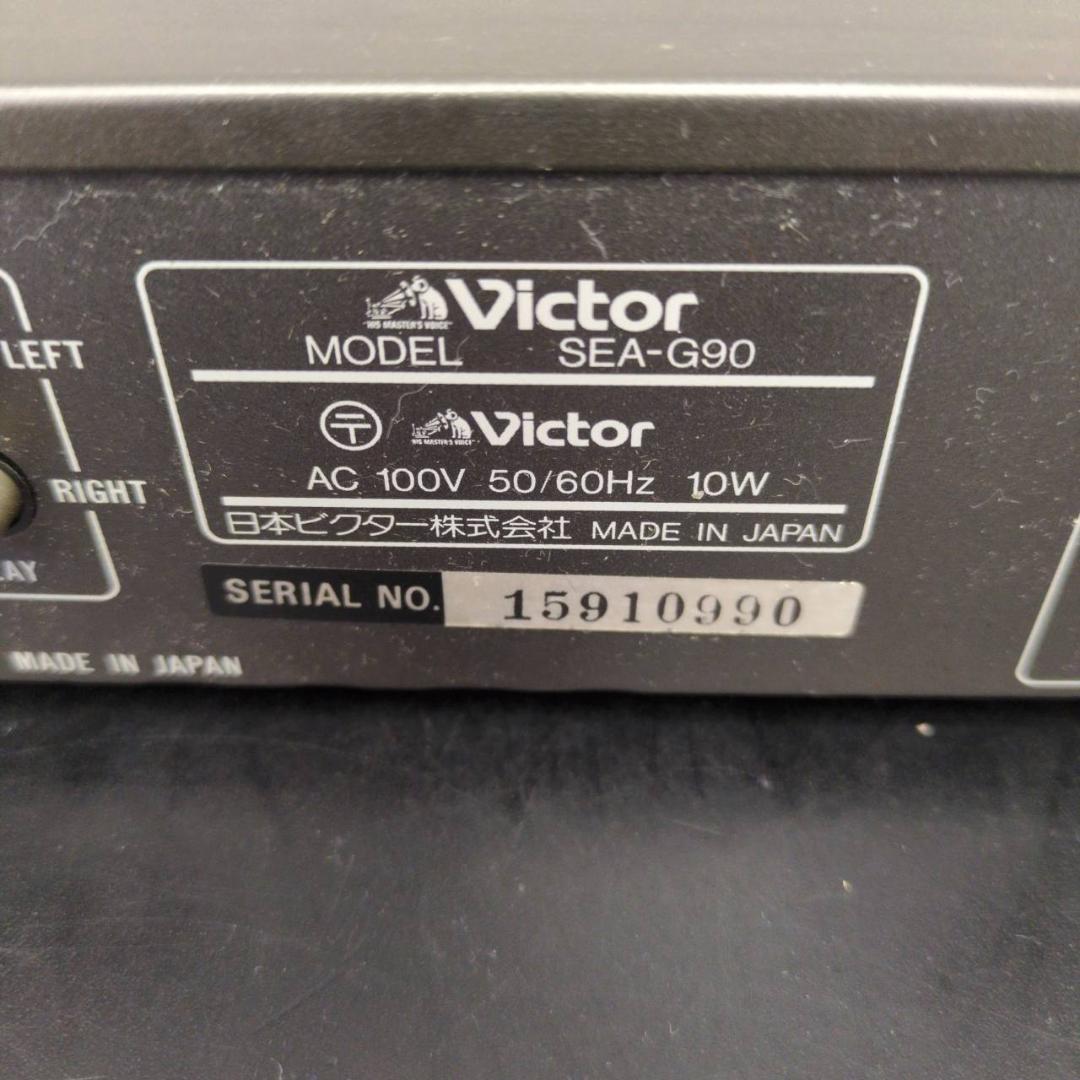 "HIS MASTER'S VOICE" Victor
MODEL SEA-G90
〒 "HIS MASTER'S VOICE" Victor
AC 100V 50/60Hz 10W
日本ビクター株式会社 MADE IN JAPAN
SERIAL NO. 15910990
LEFT
RIGHT
MADE IN JAPAN